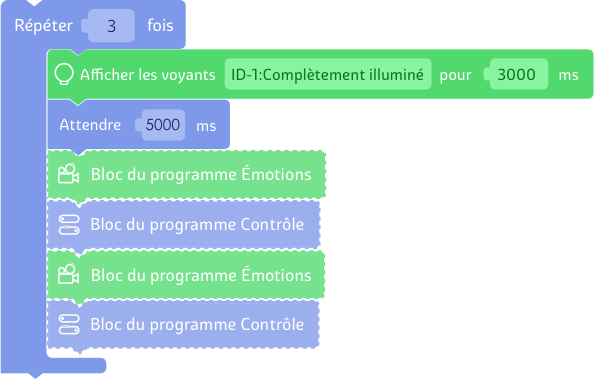 Répéter 3 fois
Afficher les voyants ID-1:Complètement illuminé pour 3000 ms
Attendre 5000 ms
Bloc du programme Émotions
Bloc du programme Contrôle
Bloc du programme Émotions
Bloc du programme Contrôle